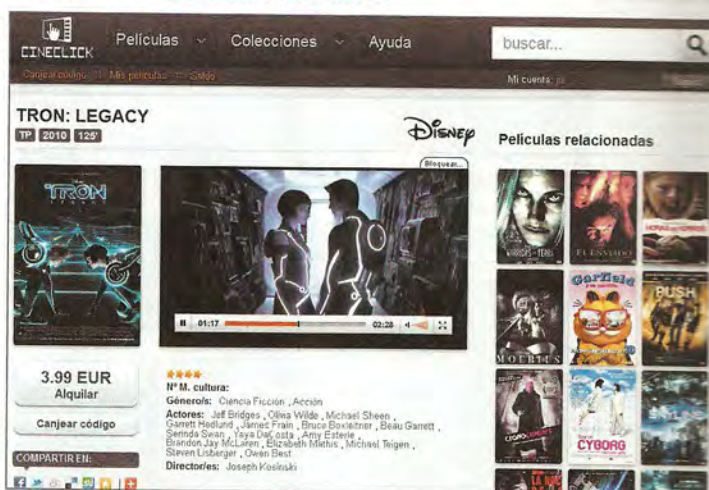 CINECLICK
Películas
Colecciones
Ayuda
buscar...
Canjear código :: Mis películas :: Saldo
Mi cuenta:
TRON: LEGACY
TP 2010 125'
DISNEY
Películas relacionadas
Bloquear...
TRON
EL ENVIADO
Garfield
PUSH
MOEBIUS
CYBORG
01:17
02:28
3.99 EUR
Alquilar
Canjear código
COMPARTIR EN:
Nº M. cultura:
Género/s: Ciencia Ficción , Acción
Actores: Jeff Bridges , Olivia Wilde , Michael Sheen ,
Garrett Hedlund , James Frain , Bruce Boxleitner , Beau Garrett ,
Serinda Swan , Yaya DaCosta , Amy Esterle ,
Brandon Jay McLaren , Elizabeth Mathis , Michael Teigen ,
Steven Lisberger , Owen Best
Director/es: Joseph Kosinski